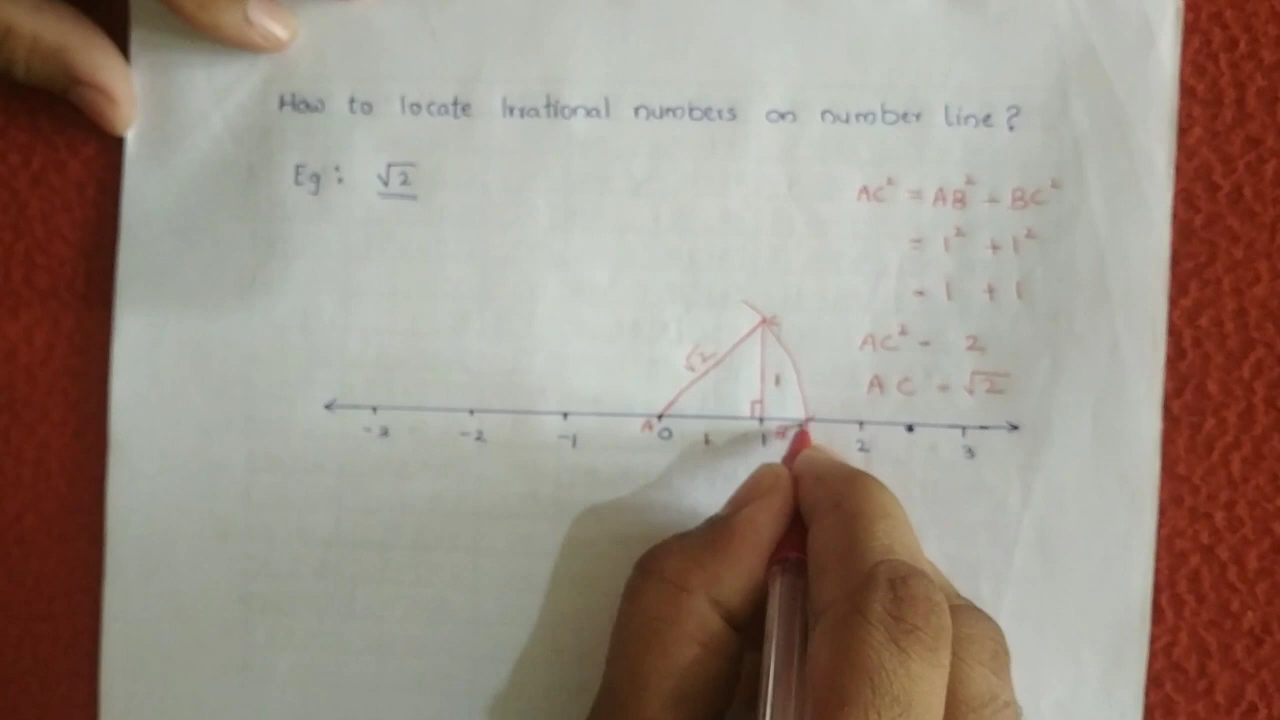 How to locate Irrational numbers on number line?
Eg: √2
AC² = AB² - BC²
= 1² + 1²
- 1 + 1
AC² - 2
AC - √2
√2
1
-3 -2 -1 A 0 1 1 2 3